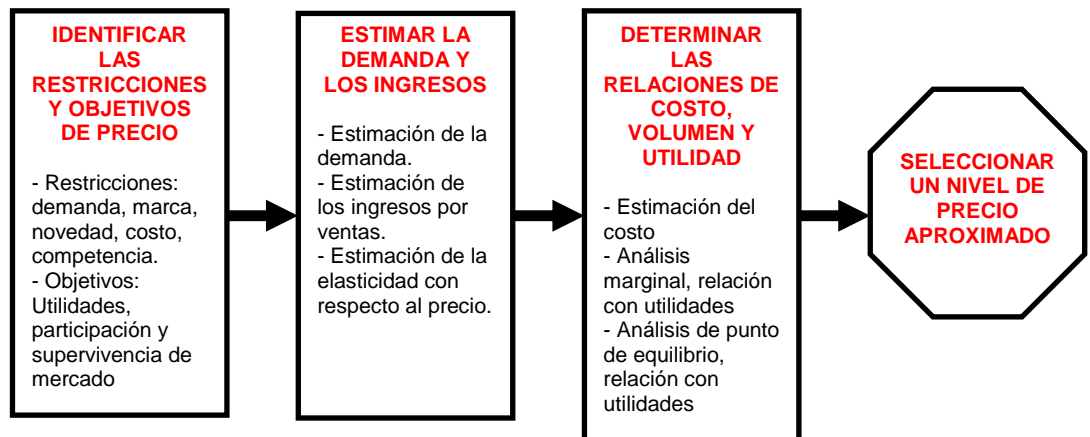 IDENTIFICAR
LAS
RESTRICCIONES
Y OBJETIVOS
DE PRECIO
- Restricciones:
demanda, marca,
novedad, costo,
competencia.
- Objetivos:
Utilidades,
participación y
supervivencia de
mercado
ESTIMAR LA
DEMANDA Y
LOS INGRESOS
- Estimación de la
demanda.
- Estimación de
los ingresos por
ventas.
- Estimación de la
elasticidad con
respecto al precio.
DETERMINAR
LAS
RELACIONES DE
COSTO,
VOLUMEN Y
UTILIDAD
- Estimación del
costo
- Análisis
marginal, relación
con utilidades
- Análisis de punto
de equilibrio,
relación con
utilidades
SELECCIONAR
UN NIVEL DE
PRECIO
APROXIMADO